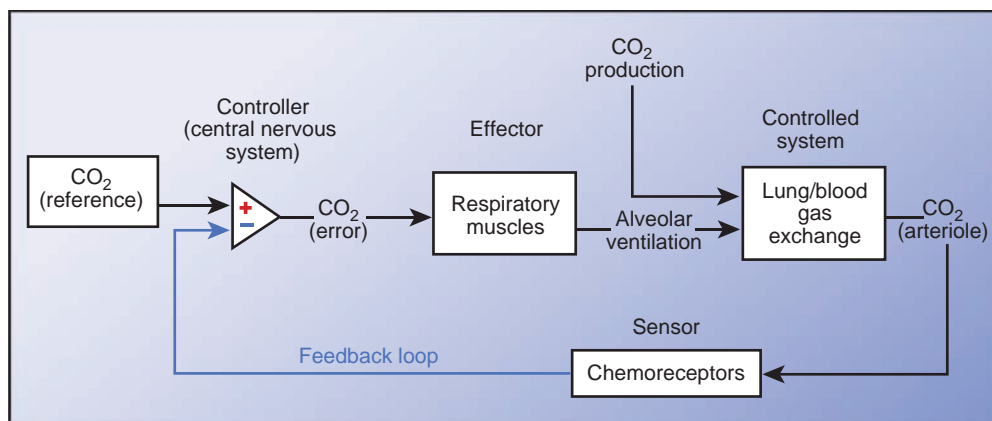 CO2
production
Controller
(central nervous
system)
Effector
Controlled
system
CO2
(reference)
+
−
CO2
(error)
Respiratory
muscles
Alveolar
ventilation
Lung/blood
gas
exchange
CO2
(arteriole)
Sensor
Feedback loop
Chemoreceptors